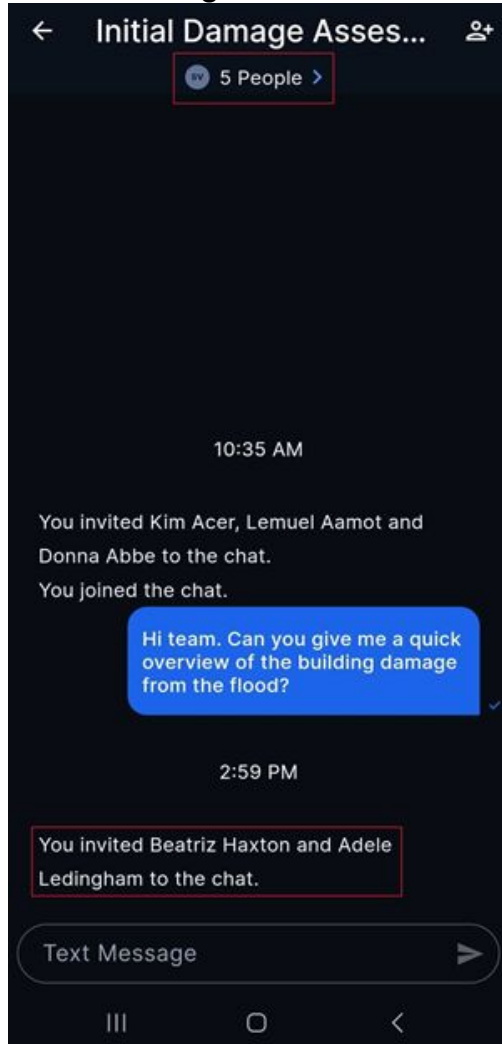 Initial Damage Asses...
5 People
10:35 AM
You invited Kim Acer, Lemuel Aamot and
Donna Abbe to the chat.
You joined the chat.
Hi team. Can you give me a quick
overview of the building damage
from the flood?
2:59 PM
You invited Beatriz Haxton and Adele
Ledingham to the chat.
Text Message